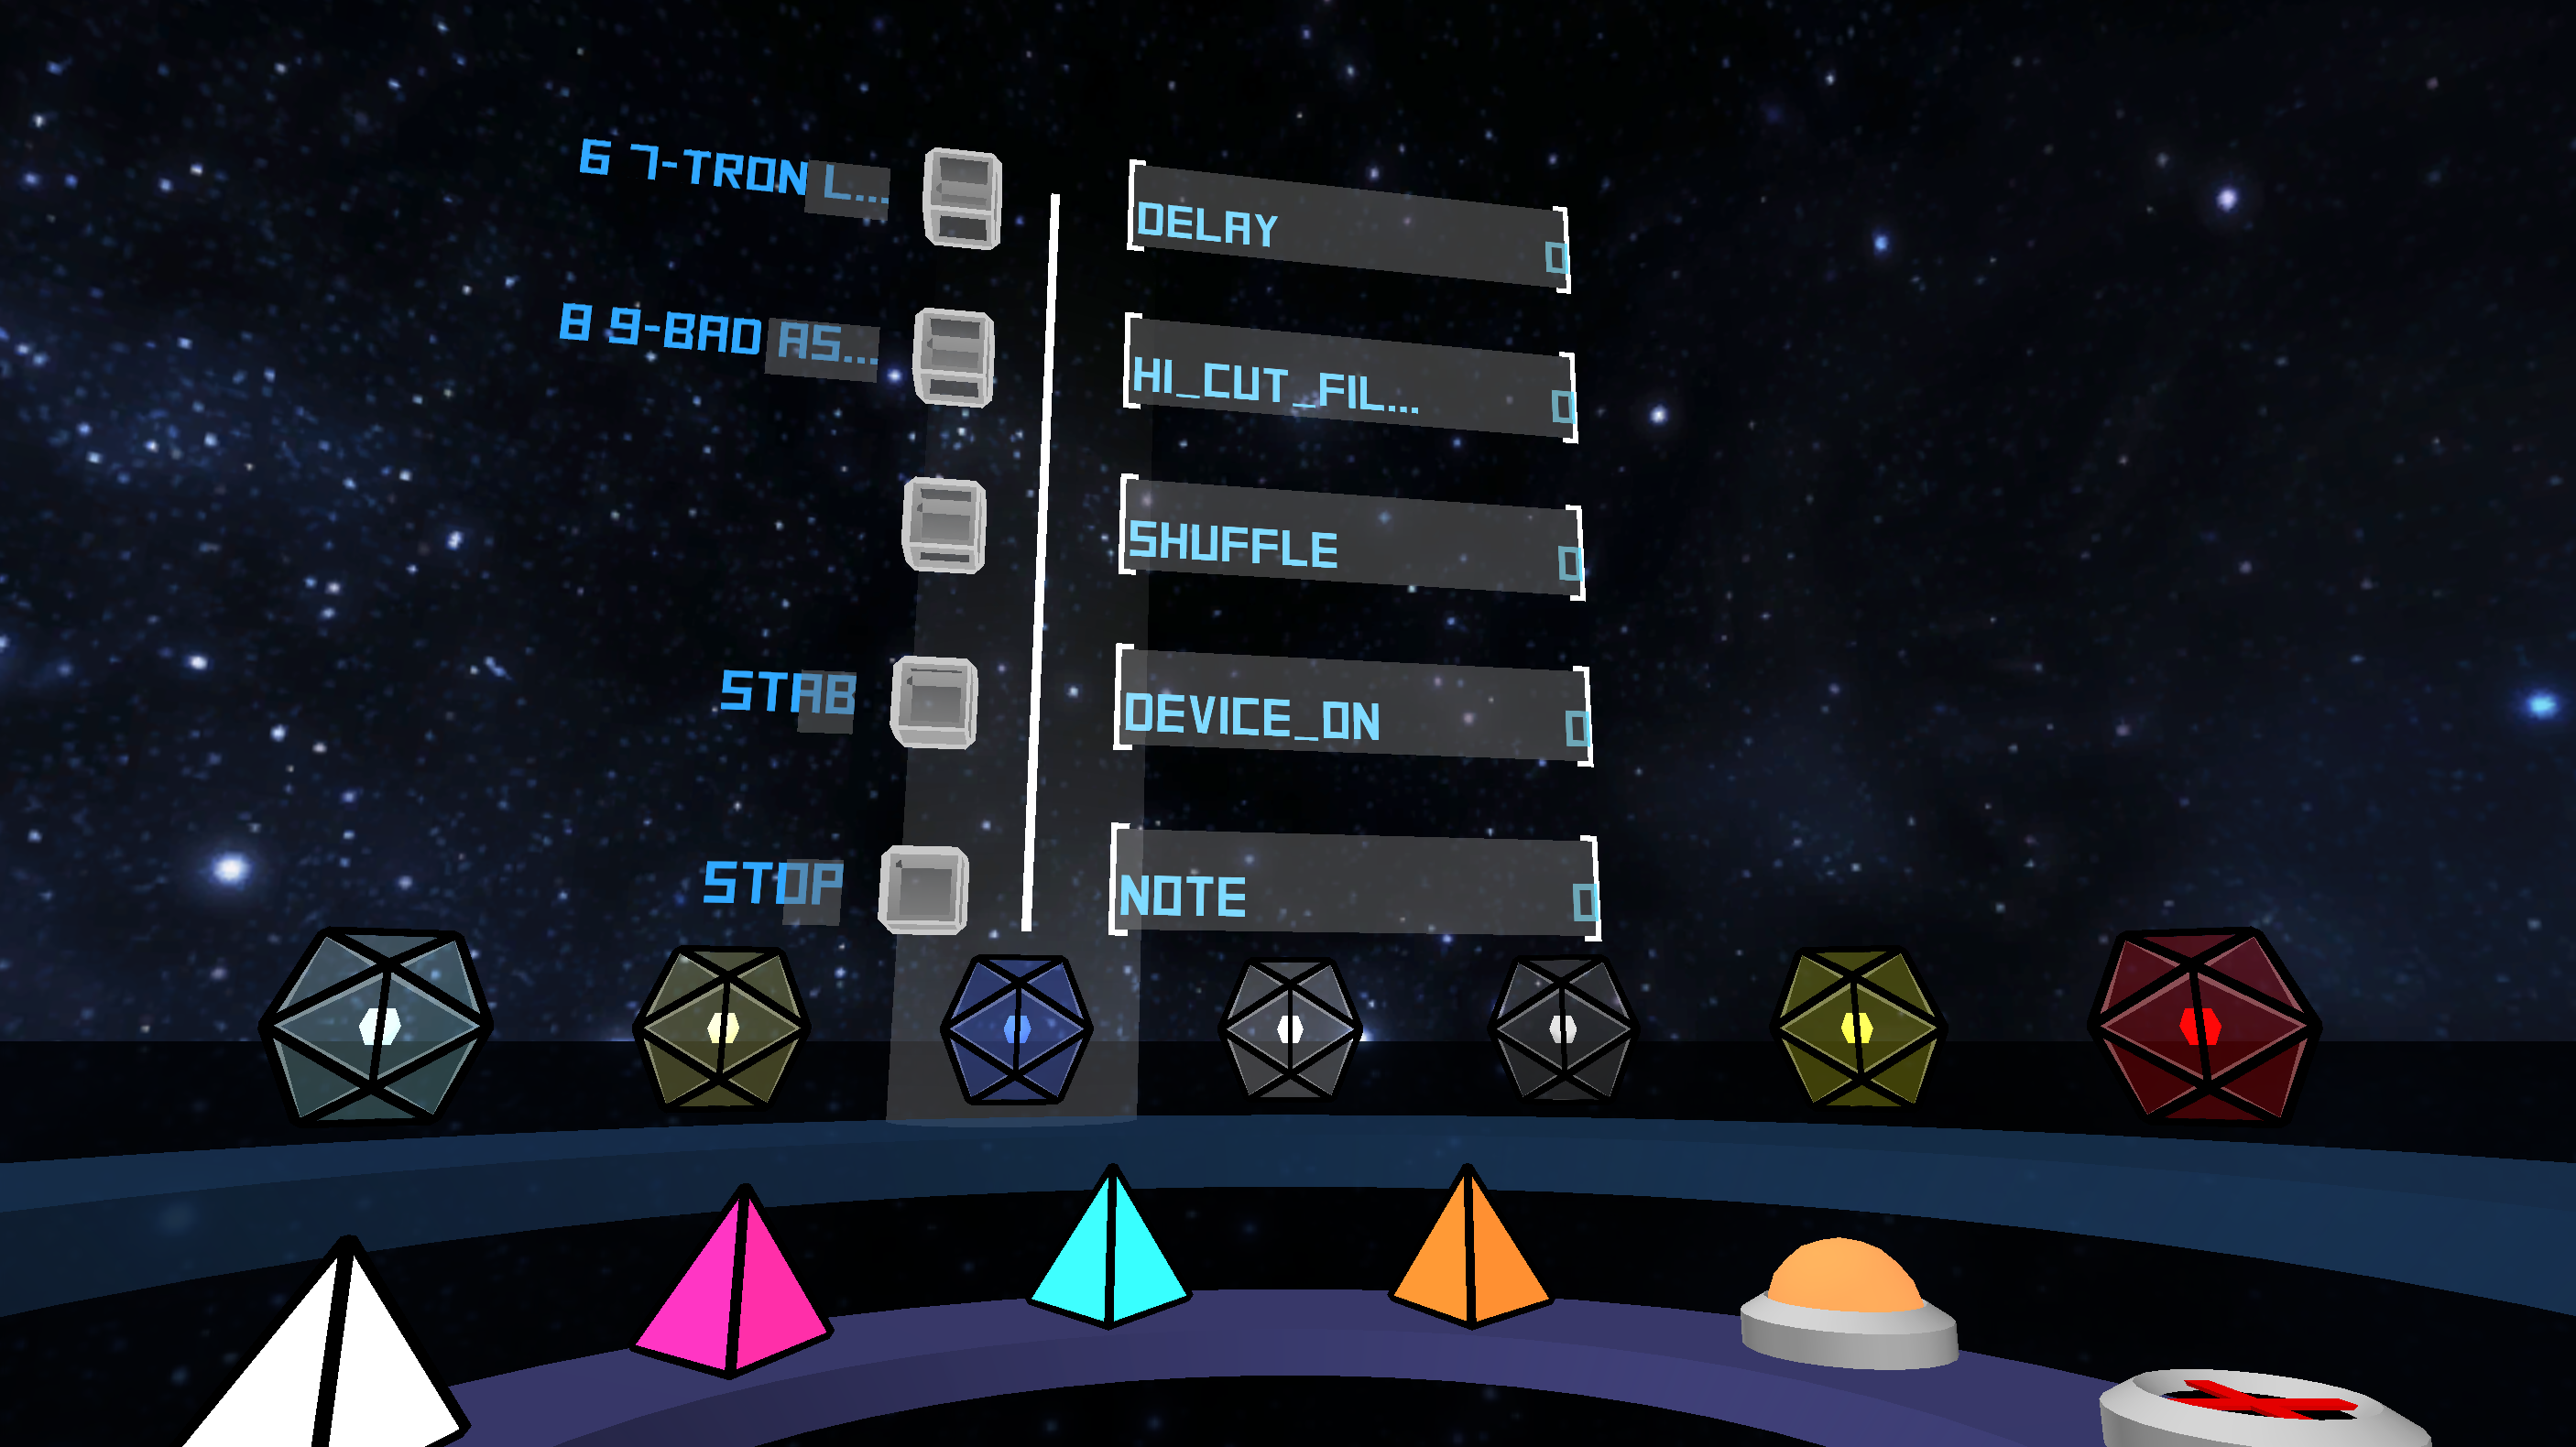 6 7-TRON L...
8 9-BAD AS...
STAB
STOP
DELAY 0
HI_CUT_FIL... 0
SHUFFLE 0
DEVICE_ON 0
NOTE 0